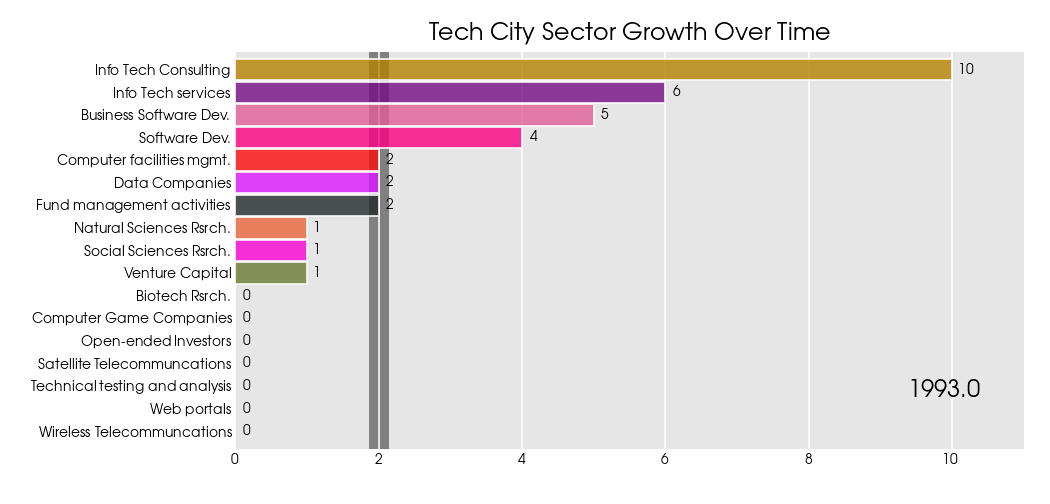 Tech City Sector Growth Over Time
Info Tech Consulting 10
Info Tech services 6
Business Software Dev. 5
Software Dev. 4
Computer facilities mgmt. 2
Data Companies 2
Fund management activities 2
Natural Sciences Rsrch. 1
Social Sciences Rsrch. 1
Venture Capital 1
Biotech Rsrch. 0
Computer Game Companies 0
Open-ended Investors 0
Satellite Telecommuncations 0
Technical testing and analysis 0
1993.0
Web portals 0
Wireless Telecommuncations 0
0 2 4 6 8 10